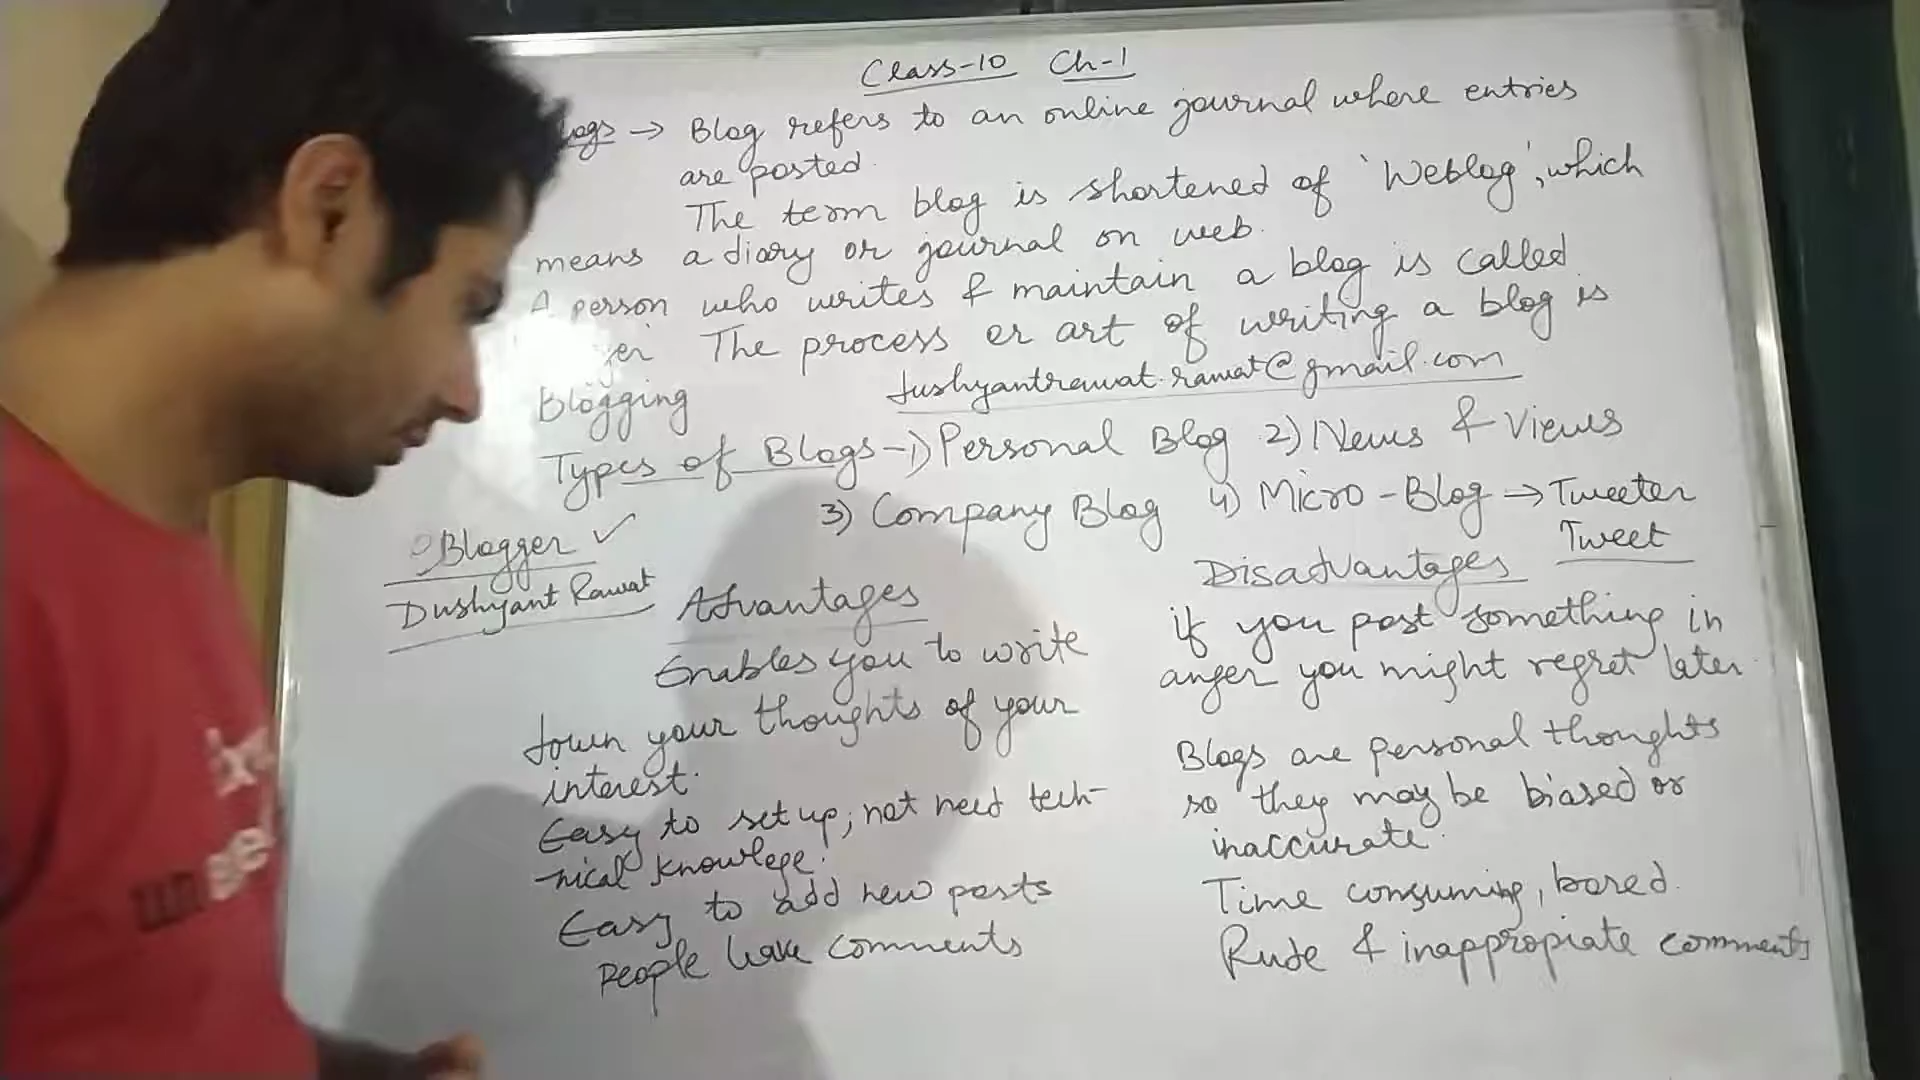 Class-10 Ch-1
logs → Blog refers to an online journal where entries
are posted.
The term blog is shortened of 'Weblog', which
means a diary or journal on web.
A person who writes & maintain a blog is called
ger The process or art of writing a blog is
Blogging
dushyantrawat.rawat@gmail.com
Types of Blogs-1) Personal Blog 2) News & Views
3) Company Blog 4) Micro-Blog → Tweeter
Tweet
Blogger ✓
Dushyant Rawat
Advantages
Enables you to write
down your thoughts of your
interest.
Easy to set up, not need tech-
nical knowlege.
Easy to add new posts
People have comments
Disadvantages
if you post something in
anger you might regret later.
Blogs are personal thoughts
so they may be biased or
inaccurate.
Time consuming, bored.
Rude & inappropiate comments